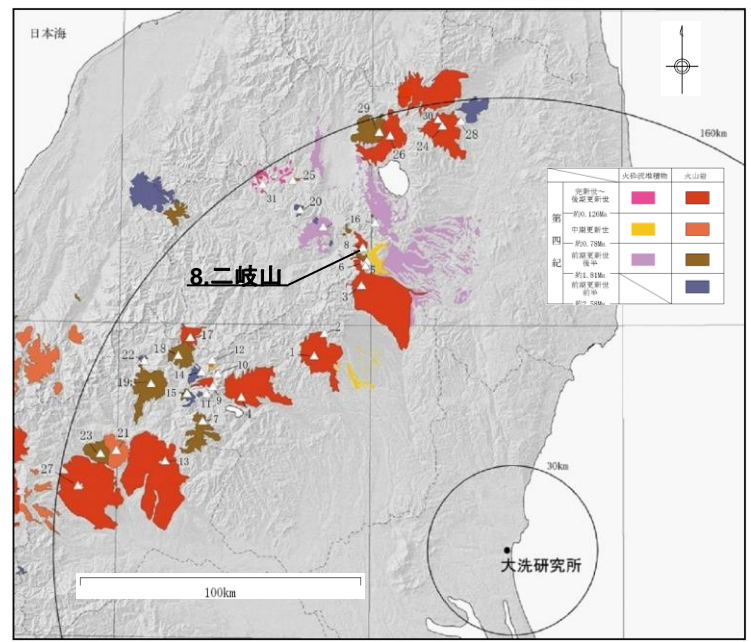 日本海
160km
29
30
24
28
26
25
31
20
16
8
6
5
3
8.二岐山
火砕流堆積物
火山岩
第四紀
完新世～
後期更新世
約0.126Ma
中期更新世
約0.78Ma
前期更新世
後半
約1.81Ma
前期更新世
前半
約2.58Ma
2
17
1
18
12
22
14
10
19
15
11
9
4
7
23
21
13
27
30km
大洗研究所
100km